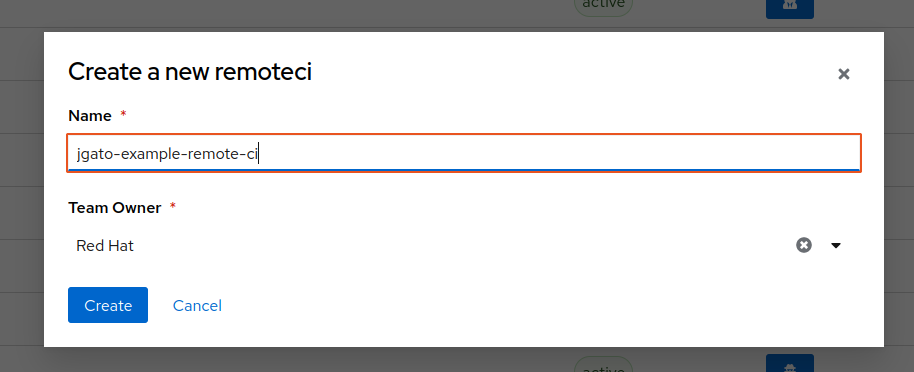 active
Create a new remoteci
Name *
jgato-example-remote-ci
Team Owner *
Red Hat
Create Cancel
active